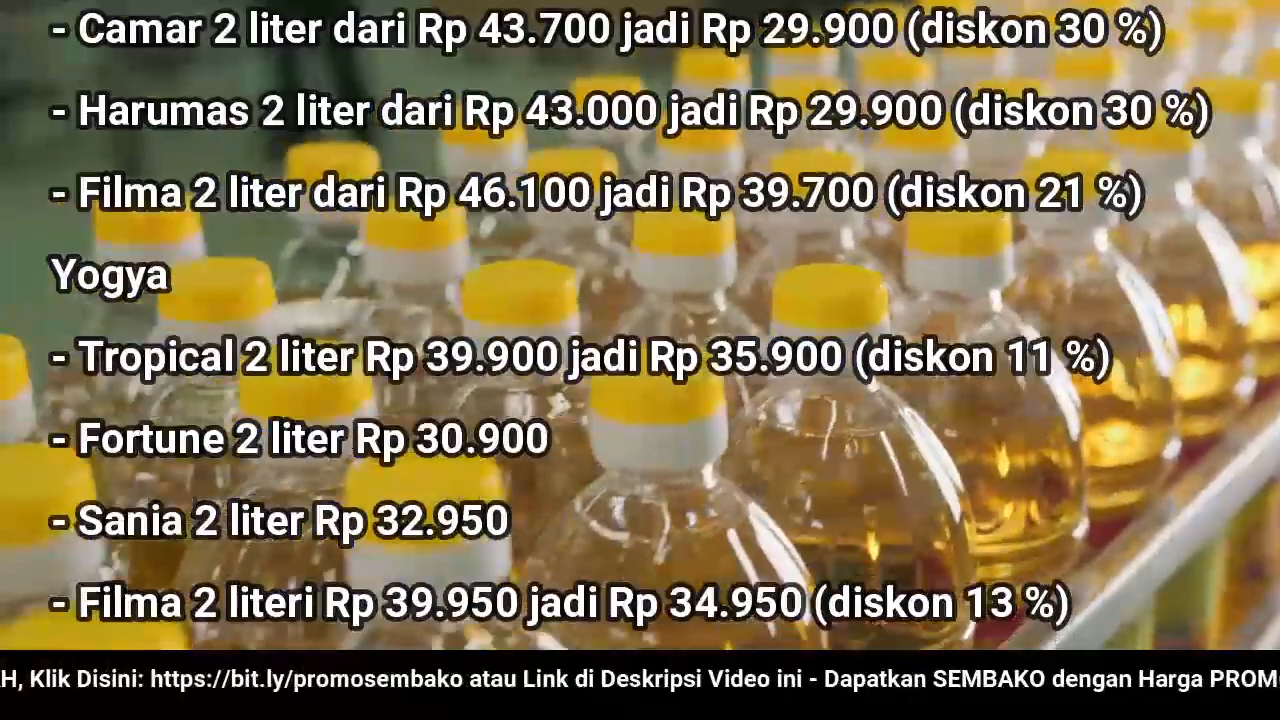 - Camar 2 liter dari Rp 43.700 jadi Rp 29.900 (diskon 30 %)
- Harumas 2 liter dari Rp 43.000 jadi Rp 29.900 (diskon 30 %)
- Filma 2 liter dari Rp 46.100 jadi Rp 39.700 (diskon 21 %)
Yogya
- Tropical 2 liter Rp 39.900 jadi Rp 35.900 (diskon 11 %)
- Fortune 2 liter Rp 30.900
- Sania 2 liter Rp 32.950
- Filma 2 literi Rp 39.950 jadi Rp 34.950 (diskon 13 %)
H, Klik Disini: https://bit.ly/promosembako atau Link di Deskripsi Video ini - Dapatkan SEMBAKO dengan Harga PROM